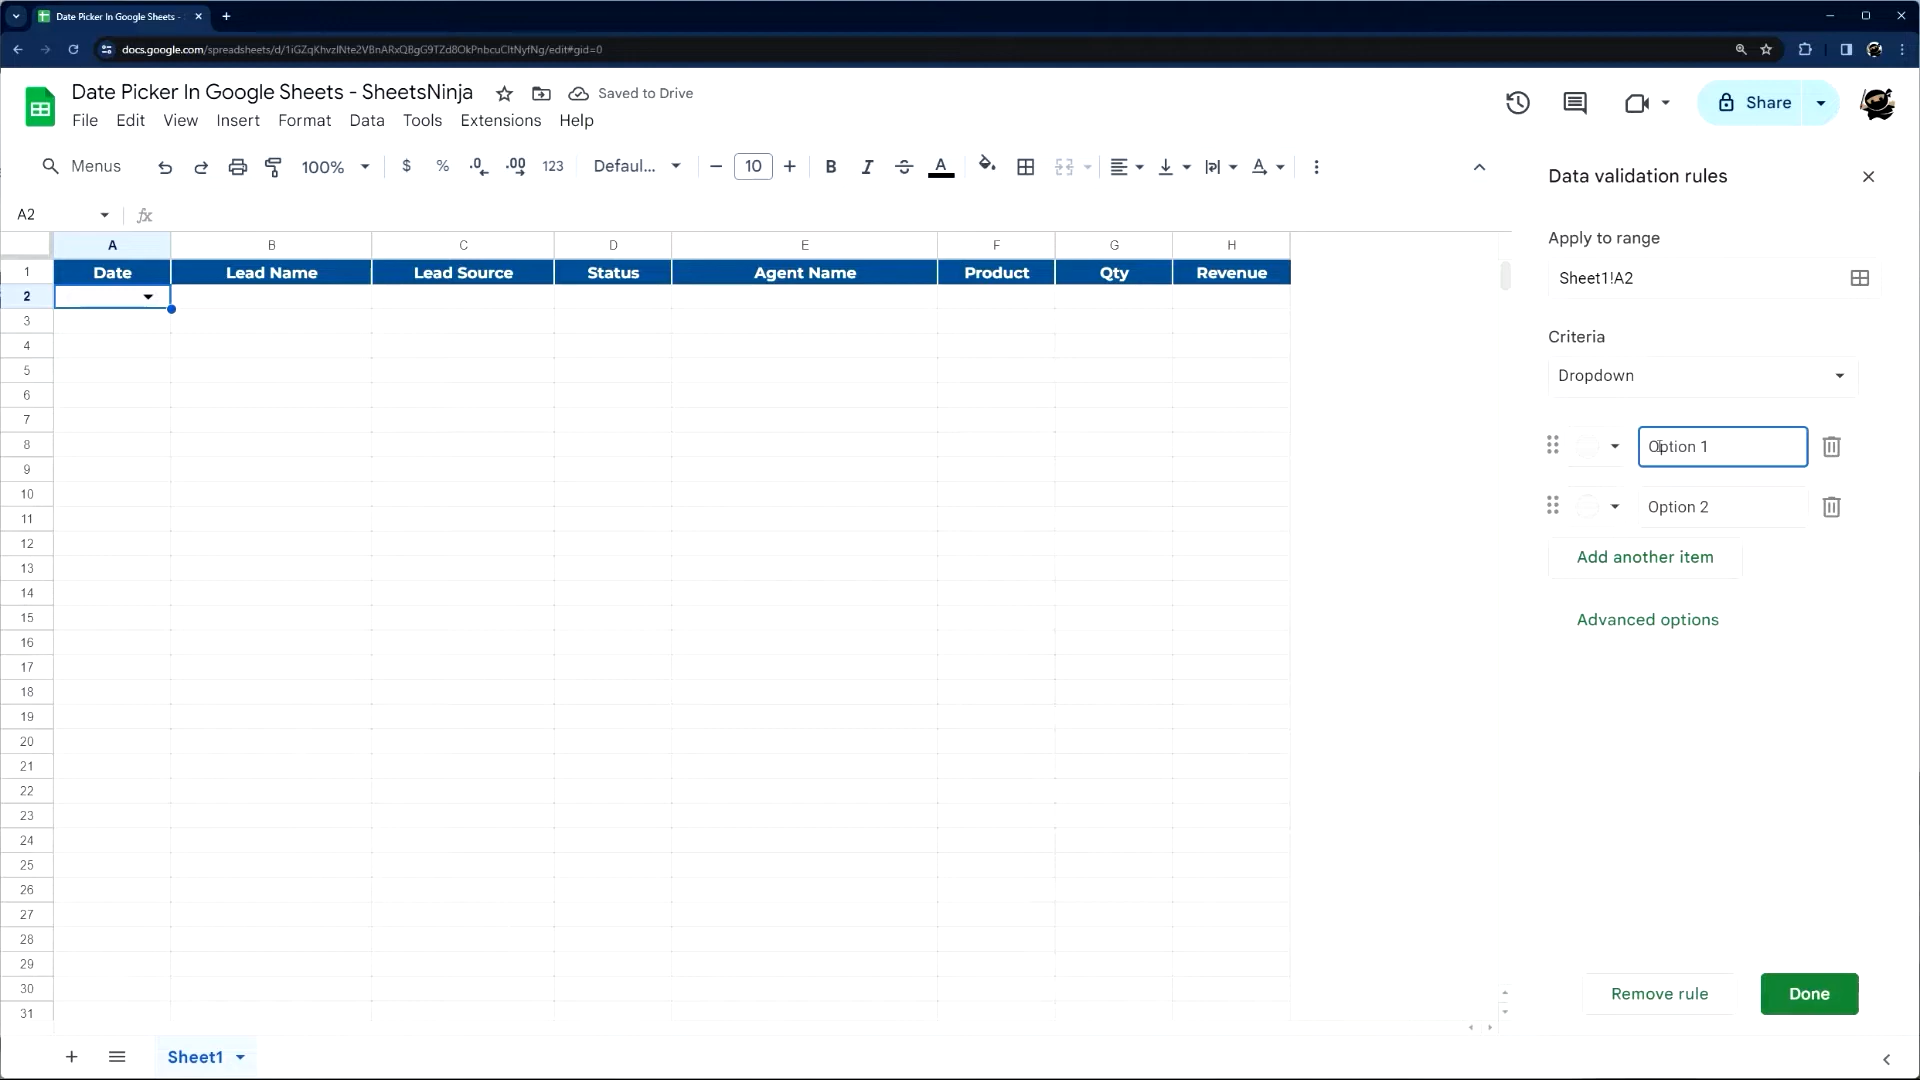 Date Picker In Google Sheets -
docs.google.com/spreadsheets/d/1iGZqKhvzINte2VBnARxQBgG9TZd8OkPnbcuCltNyfNg/edit#gid=0
Date Picker In Google Sheets - SheetsNinja
Saved to Drive
File Edit View Insert Format Data Tools Extensions Help
Share
Menus 100% $ % .0 .00 123 Defaul... 10 B I S A
A2 fx
A B C D E F G H
1 Date Lead Name Lead Source Status Agent Name Product Qty Revenue
2
3
4
5
6
7
8
9
10
11
12
13
14
15
16
17
18
19
20
21
22
23
24
25
26
27
28
29
30
31
Sheet1
Data validation rules
Apply to range
Sheet1!A2
Criteria
Dropdown
Option 1
Option 2
Add another item
Advanced options
Remove rule Done